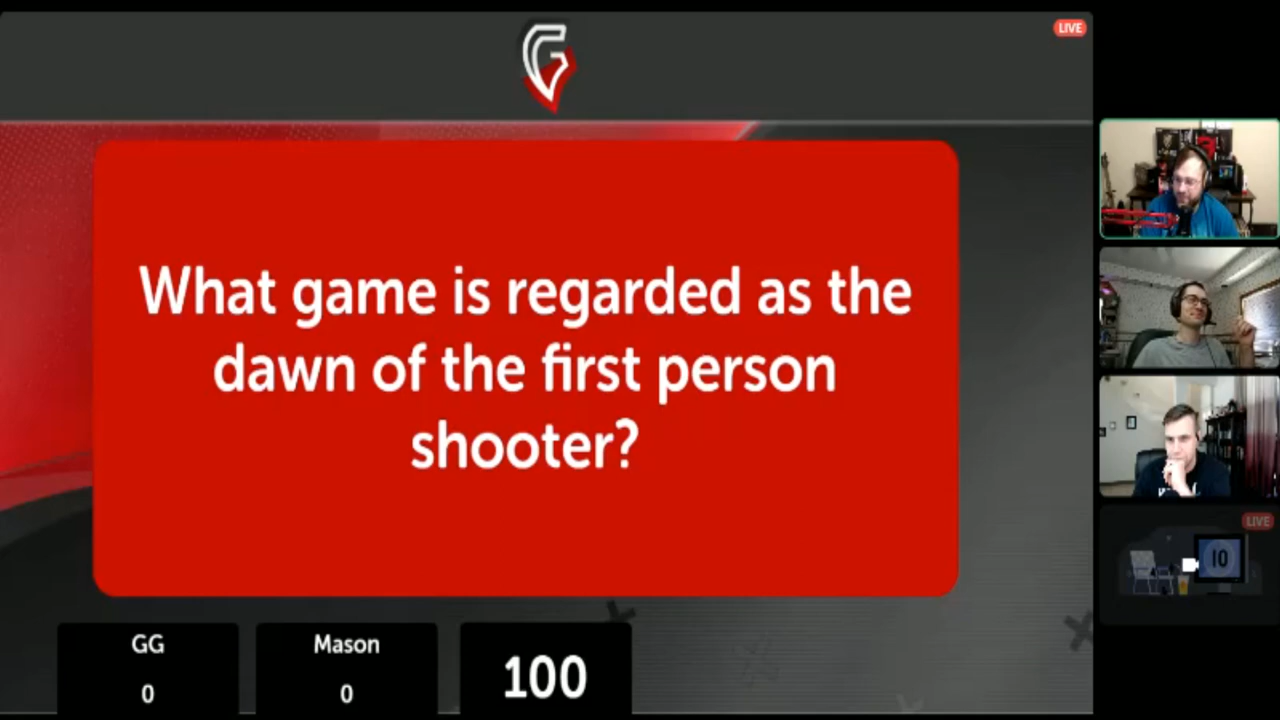 LIVE
What game is regarded as the
dawn of the first person
shooter?
LIVE
10
GG
Mason
100
0
0